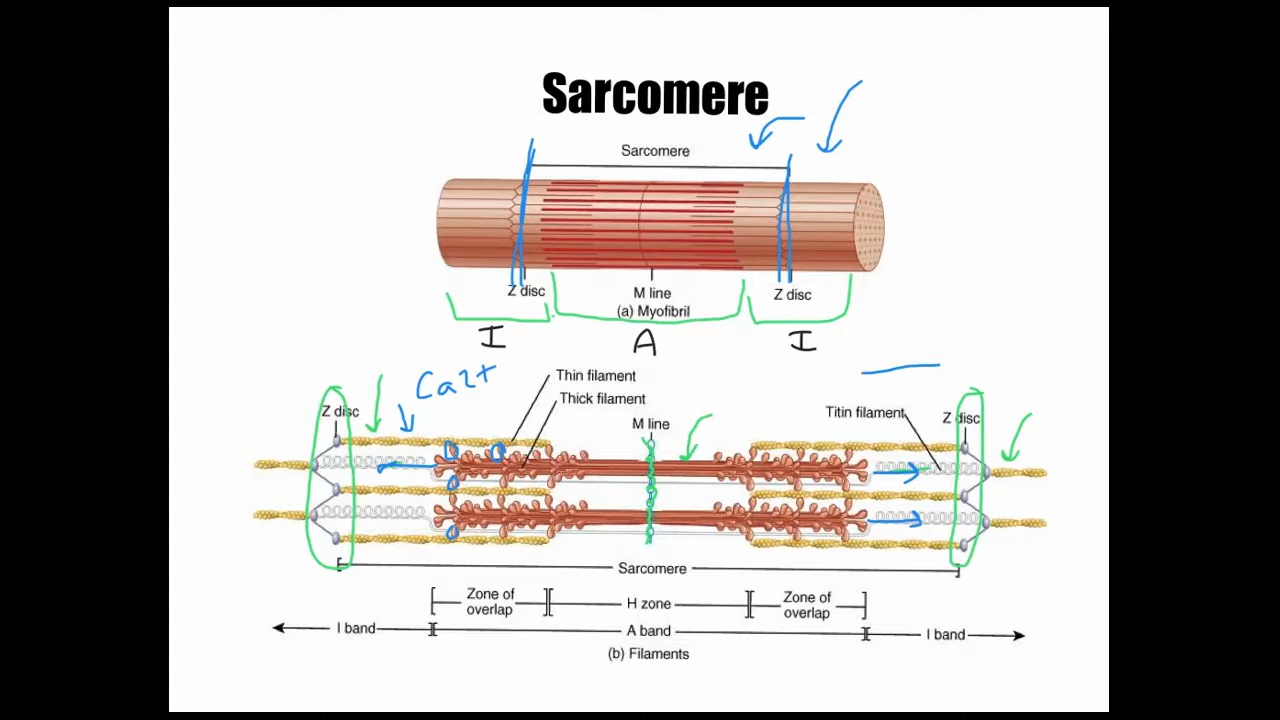 Sarcomere
Sarcomere
Z disc
M line
Z disc
(a) Myofibril
I
A
I
Ca2+
Thin filament
Thick filament
Z disc
M line
Titin filament
Z disc
Sarcomere
Zone of
overlap
H zone
Zone of
overlap
I band
A band
I band
(b) Filaments